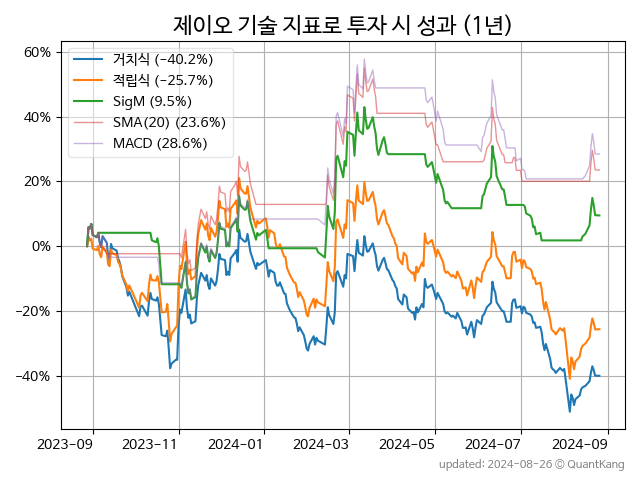 제이오 기술 지표로 투자 시 성과 (1년)
60%
40%
20%
0%
−20%
−40%
거치식 (−40.2%)
적립식 (−25.7%)
SigM (9.5%)
SMA(20) (23.6%)
MACD (28.6%)
2023-09
2023-11
2024-01
2024-03
2024-05
2024-07
2024-09
updated: 2024-08-26 © QuantKang